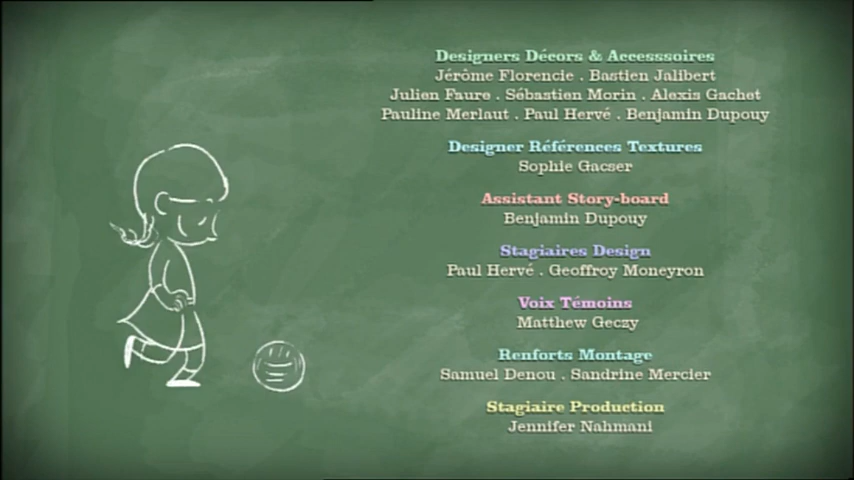 Designers Décors & Accesssoires
Jérôme Florencie . Bastien Jalibert
Julien Faure . Sébastien Morin . Alexis Gachet
Pauline Merlaut . Paul Hervé . Benjamin Dupouy
Designer Références Textures
Sophie Gacser
Assistant Story-board
Benjamin Dupouy
Stagiaires Design
Paul Hervé . Geoffroy Moneyron
Voix Témoins
Matthew Geczy
Renforts Montage
Samuel Denou . Sandrine Mercier
Stagiaire Production
Jennifer Nahmani